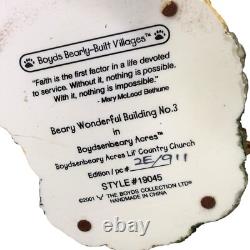 Boyds Bearly-Built Villages™
"Faith is the first factor in a life devoted
to service. Without it, nothing is possible.
With it, nothing is impossible."
- Mary McLeod Bethune
Beary Wonderful Building No.3
in
Boydsenbeary Acres™
Boydsenbeary Acres Lil' Country Church
Edition / pc# 2E/911
STYLE #19045
©2001 THE BOYDS COLLECTION LTD®
HANDMADE IN CHINA